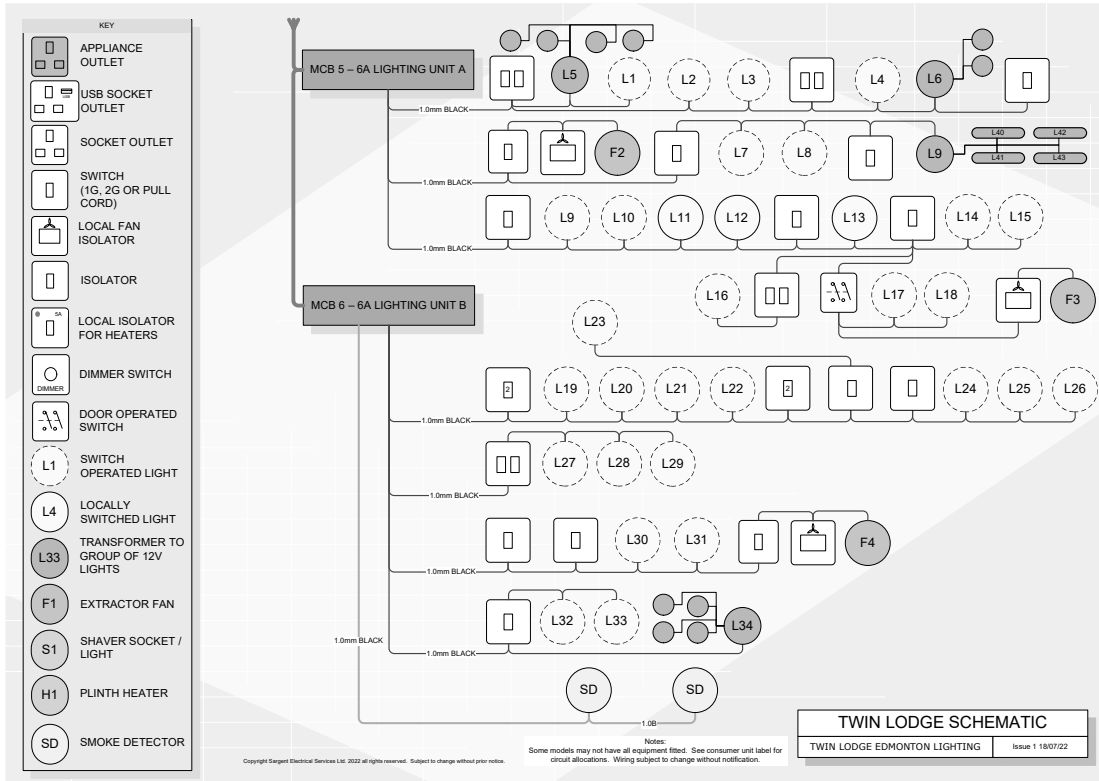 KEY
APPLIANCE
OUTLET
USB SOCKET
OUTLET
SOCKET OUTLET
SWITCH
(1G, 2G OR PULL
CORD)
LOCAL FAN
ISOLATOR
ISOLATOR
5A
LOCAL ISOLATOR
FOR HEATERS
DIMMER
DIMMER SWITCH
DOOR OPERATED
SWITCH
L1
SWITCH
OPERATED LIGHT
L4
LOCALLY
SWITCHED LIGHT
L33
TRANSFORMER TO
GROUP OF 12V
LIGHTS
F1
EXTRACTOR FAN
S1
SHAVER SOCKET /
LIGHT
H1
PLINTH HEATER
SD
SMOKE DETECTOR
MCB 5 – 6A LIGHTING UNIT A
L5 L1 L2 L3 L4 L6
1.0mm BLACK
F2 L7 L8 L9 L40 L42
L41 L43
1.0mm BLACK
L9 L10 L11 L12 L13 L14 L15
1.0mm BLACK
L16 L17 L18 F3
MCB 6 – 6A LIGHTING UNIT B
L23
2 L19 L20 L21 L22 2 L24 L25 L26
1.0mm BLACK
L27 L28 L29
1.0mm BLACK
L30 L31 F4
1.0mm BLACK
L32 L33 L34
1.0mm BLACK
1.0mm BLACK
SD SD
1.0B
TWIN LODGE SCHEMATIC
TWIN LODGE EDMONTON LIGHTING Issue 1 18/07/22
Notes:
Some models may not have all equipment fitted. See consumer unit label for
circuit allocations. Wiring subject to change without notification.
Copyright Sargent Electrical Services Ltd. 2022 all rights reserved. Subject to change without prior notice.